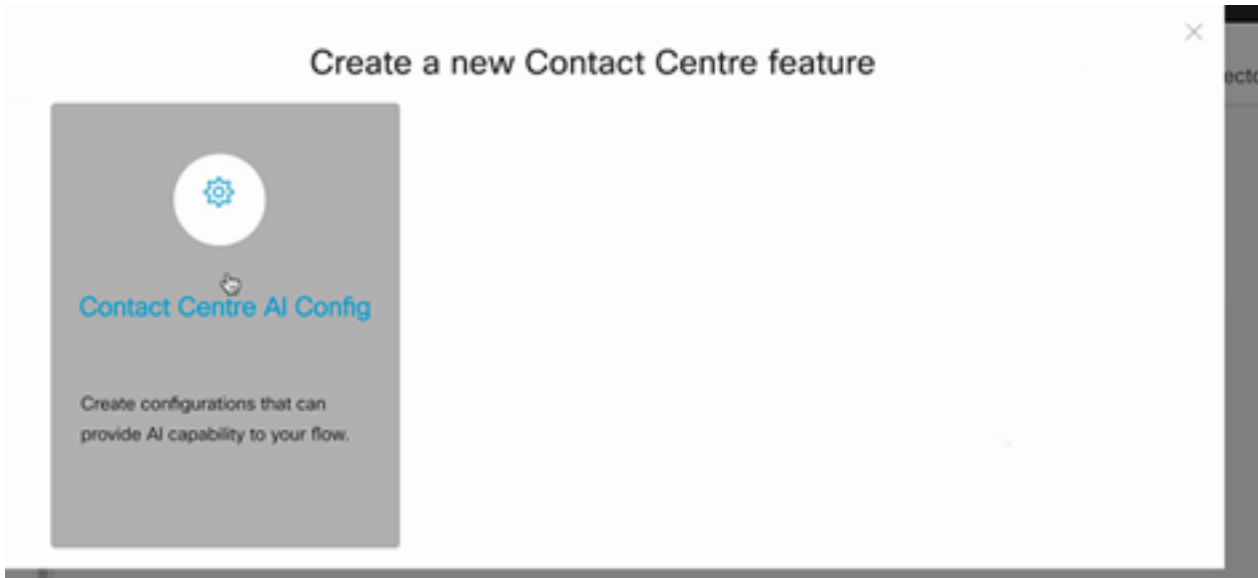 Create a new Contact Centre feature
Contact Centre AI Config
Create configurations that can
provide AI capability to your flow.